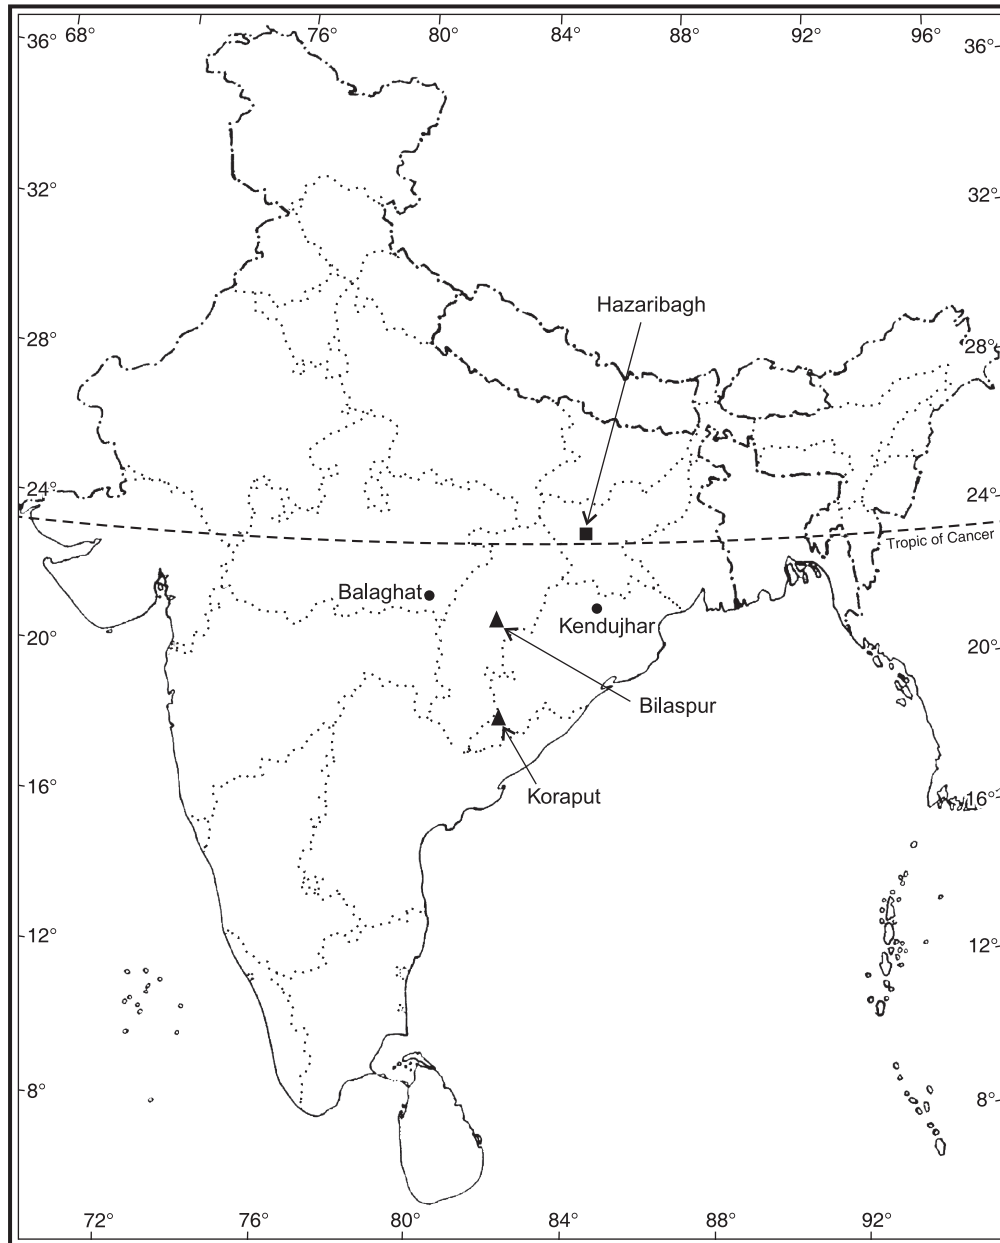 68° 76° 80° 84° 88° 92° 96°
36° 36°
32° 32°
Hazaribagh
28° 28°
24° 24°
Tropic of Cancer
Balaghat
Kendujhar
20° 20°
Bilaspur
16° 16°
Koraput
12° 12°
8° 8°
72° 76° 80° 84° 88° 92°